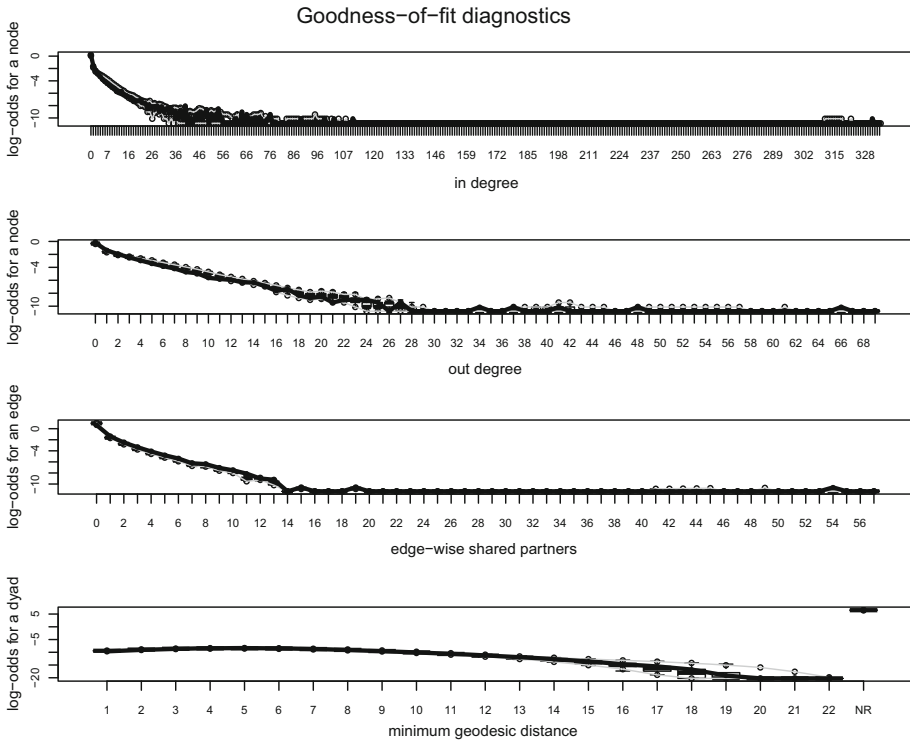 Goodness−of−fit diagnostics
log−odds for a node
0
−4
−10
0 7 16 26 36 46 56 66 76 86 96 107 120 133 146 159 172 185 198 211 224 237 250 263 276 289 302 315 328
in degree
log−odds for a node
0
−4
−10
0 2 4 6 8 10 12 14 16 18 20 22 24 26 28 30 32 34 36 38 40 42 44 46 48 50 52 54 56 58 60 62 64 66 68
out degree
log−odds for an edge
0
−4
−10
0 2 4 6 8 10 12 14 16 18 20 22 24 26 28 30 32 34 36 38 40 42 44 46 48 50 52 54 56
edge−wise shared partners
log−odds for a dyad
5
−5
−20
1 2 3 4 5 6 7 8 9 10 11 12 13 14 15 16 17 18 19 20 21 22 NR
minimum geodesic distance